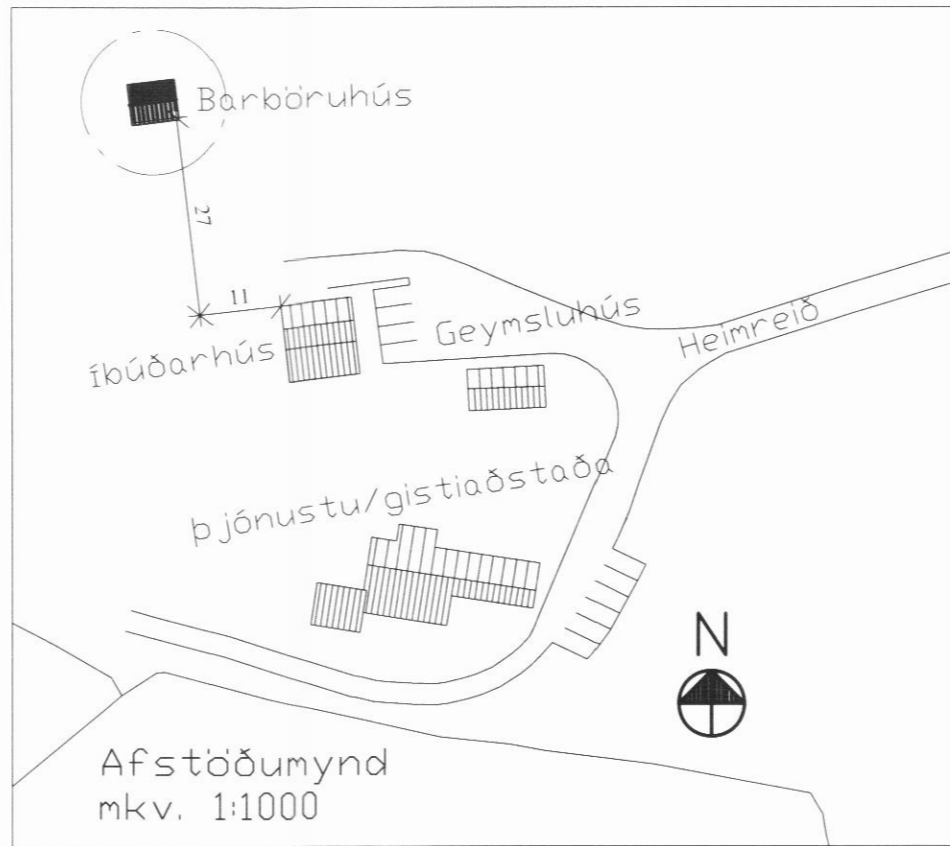 Barböruhús
27
11
íbúðarhús
Geymsluhús
Heimreið
þjónustu/gistiaðstaða
N
Afstöðumynd
mkv. 1:1000